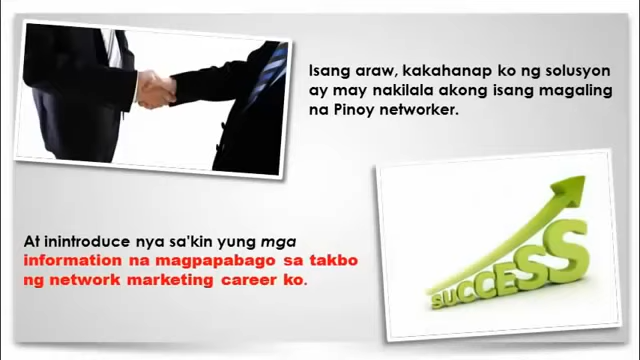 Isang araw, kakahanap ko ng solusyon
ay may nakilala akong isang magaling
na Pinoy networker.
At inintroduce nya sa'kin yung mga
information na magpapabago sa takbo
ng network marketing career ko.
SUCCESS